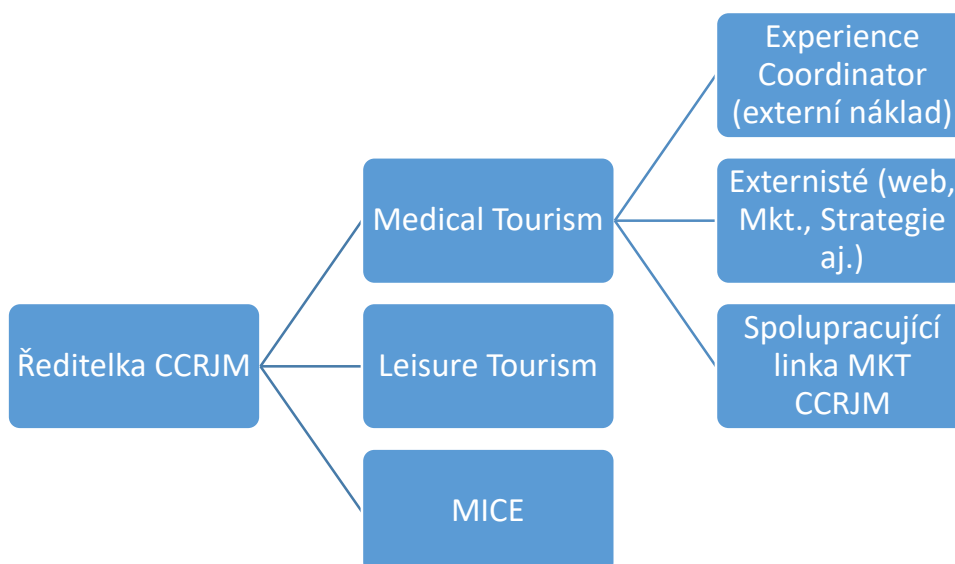 Ředitelka CCRJM
Medical Tourism
Leisure Tourism
MICE
Experience
Coordinator
(externí náklad)
Externisté (web,
Mkt., Strategie
aj.)
Spolupracující
linka MKT
CCRJM